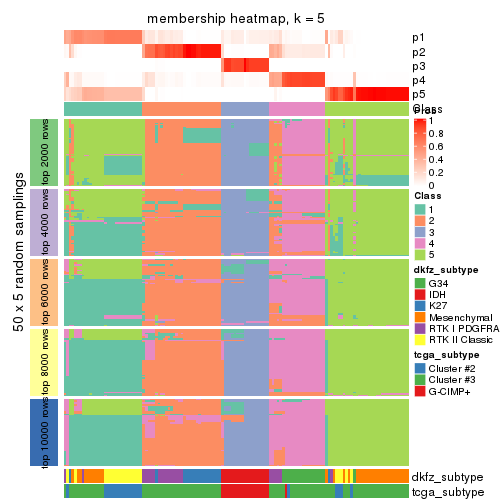 membership heatmap, k = 5
p1
p2
p3
p4
p5
Class
Prob
1
0.8
0.6
0.4
0.2
0
Class
1
2
3
4
5
dkfz_subtype
G34
IDH
K27
Mesenchymal
RTK I PDGFRA
RTK II Classic
tcga_subtype
Cluster #2
Cluster #3
G-CIMP+
50 x 5 random samplings
top 2000 rows
top 4000 rows
top 6000 rows
top 8000 rows
top 10000 rows
dkfz_subtype
tcga_subtype